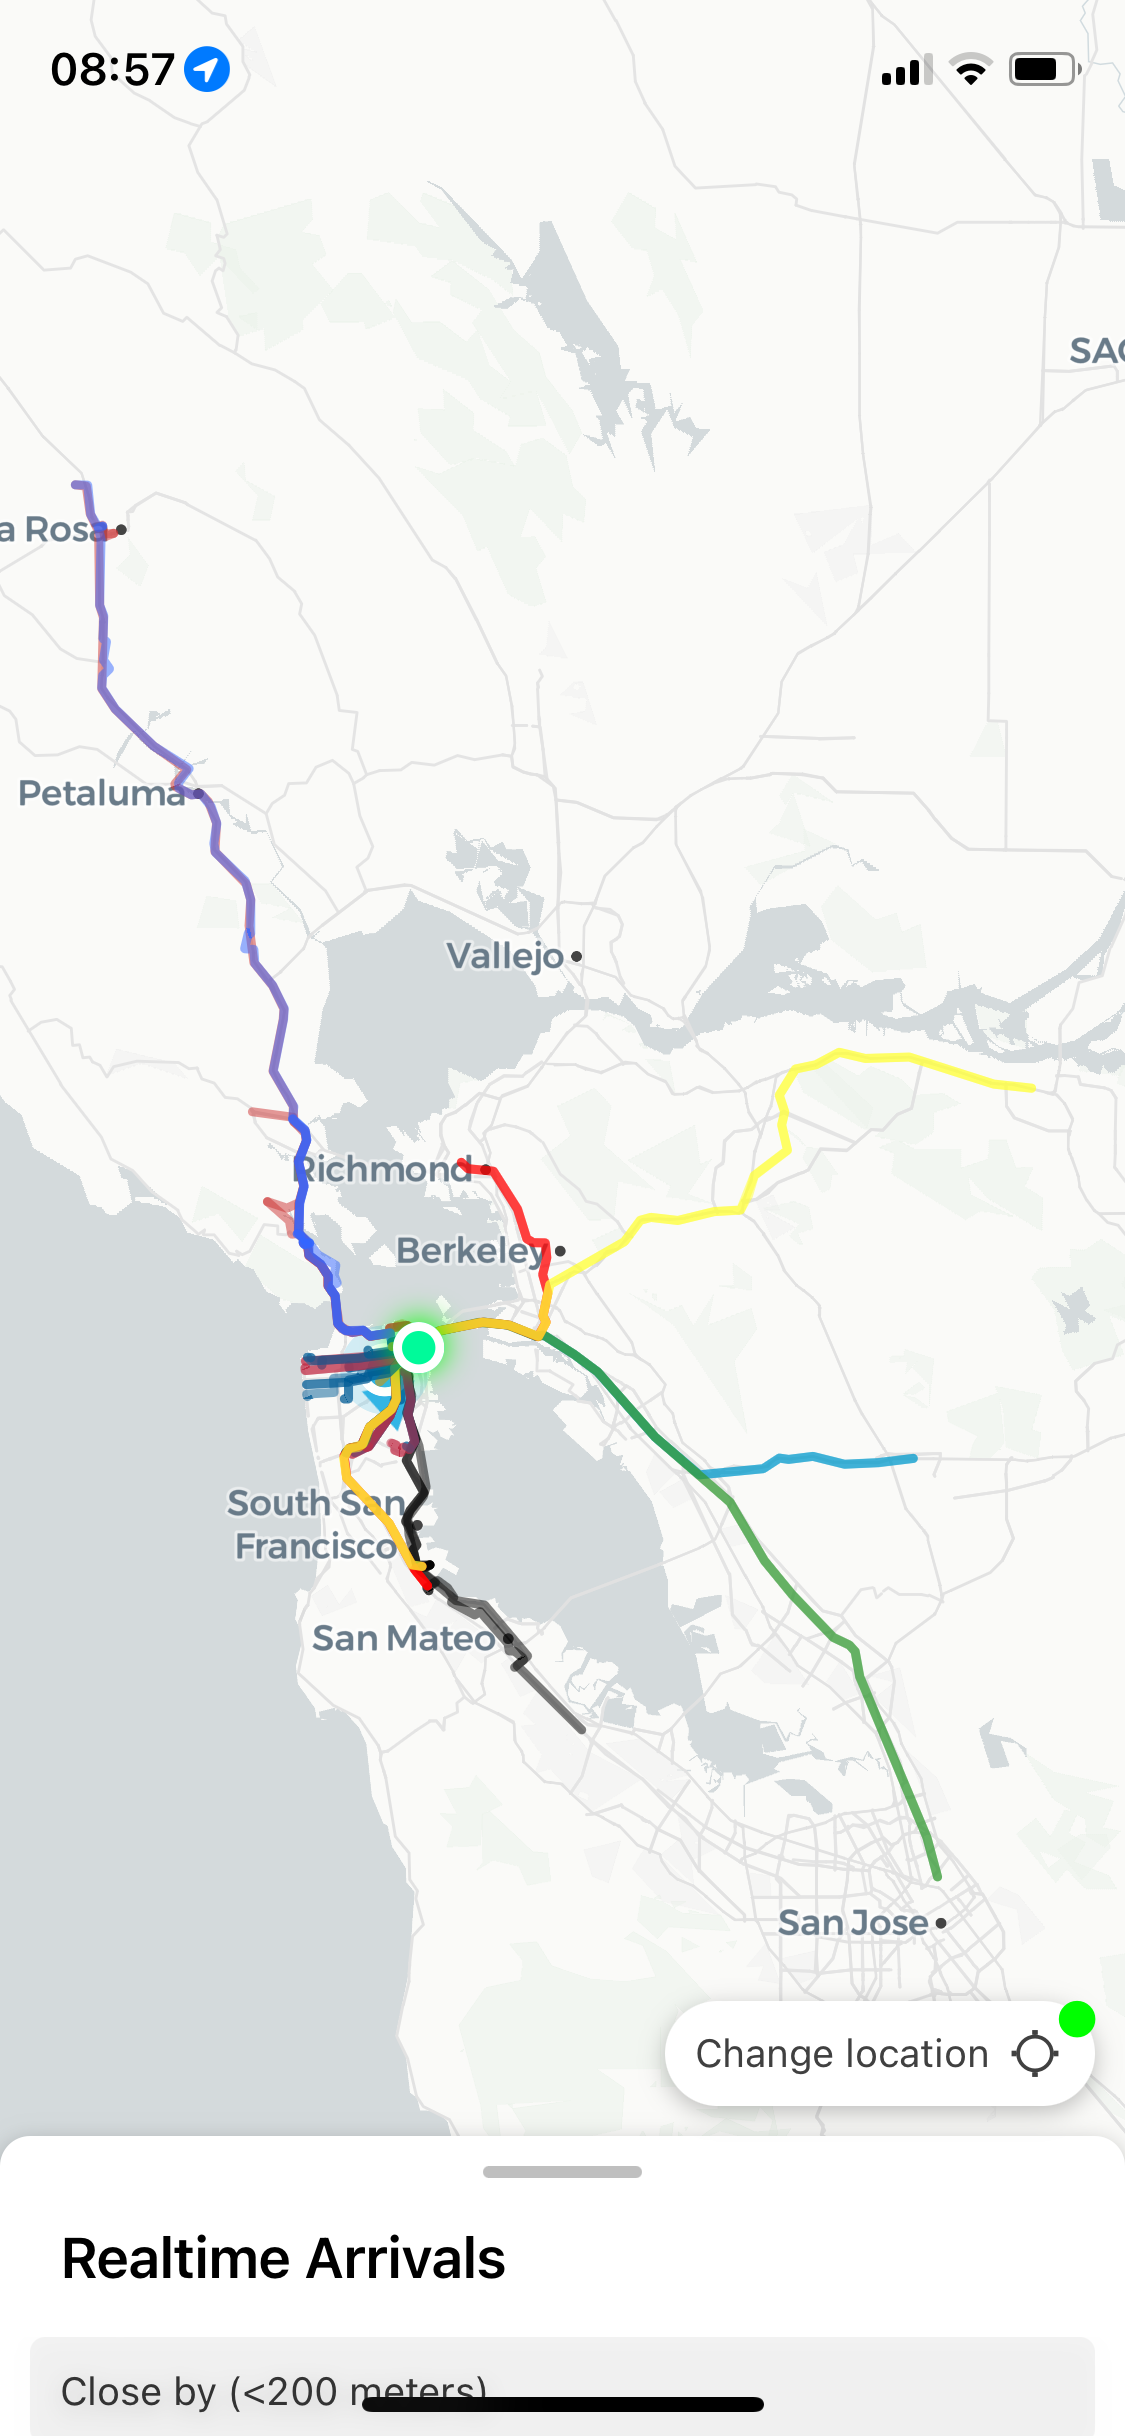 08:57
SAC
a Rosa
Petaluma
Vallejo
Richmond
Berkeley
South San
Francisco
San Mateo
San Jose
Change location
Realtime Arrivals
Close by (<200 meters)